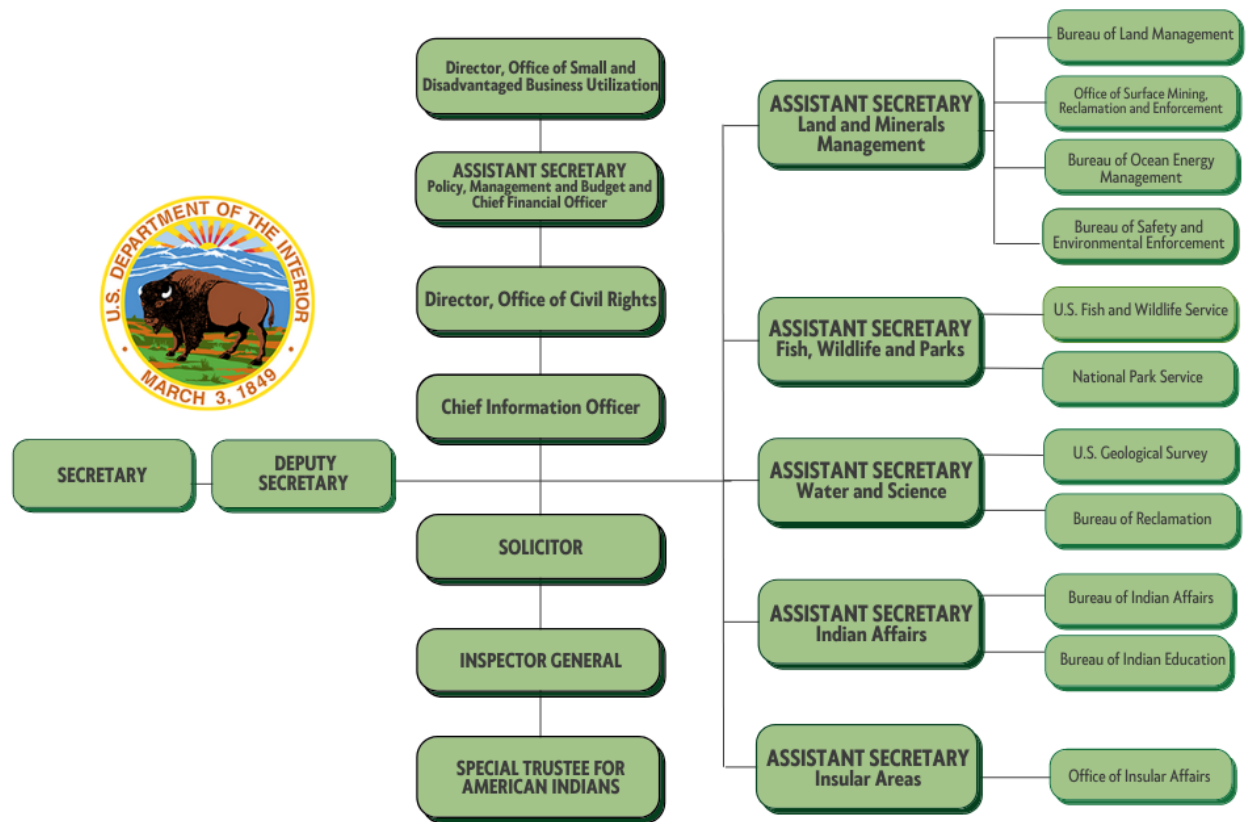 U.S. DEPARTMENT OF THE INTERIOR
MARCH 3, 1849
SECRETARY
DEPUTY
SECRETARY
Director, Office of Small and
Disadvantaged Business Utilization
ASSISTANT SECRETARY
Policy, Management and Budget and
Chief Financial Officer
Director, Office of Civil Rights
Chief Information Officer
SOLICITOR
INSPECTOR GENERAL
SPECIAL TRUSTEE FOR
AMERICAN INDIANS
ASSISTANT SECRETARY
Land and Minerals
Management
Bureau of Land Management
Office of Surface Mining,
Reclamation and Enforcement
Bureau of Ocean Energy
Management
Bureau of Safety and
Environmental Enforcement
ASSISTANT SECRETARY
Fish, Wildlife and Parks
U.S. Fish and Wildlife Service
National Park Service
ASSISTANT SECRETARY
Water and Science
U.S. Geological Survey
Bureau of Reclamation
ASSISTANT SECRETARY
Indian Affairs
Bureau of Indian Affairs
Bureau of Indian Education
ASSISTANT SECRETARY
Insular Areas
Office of Insular Affairs